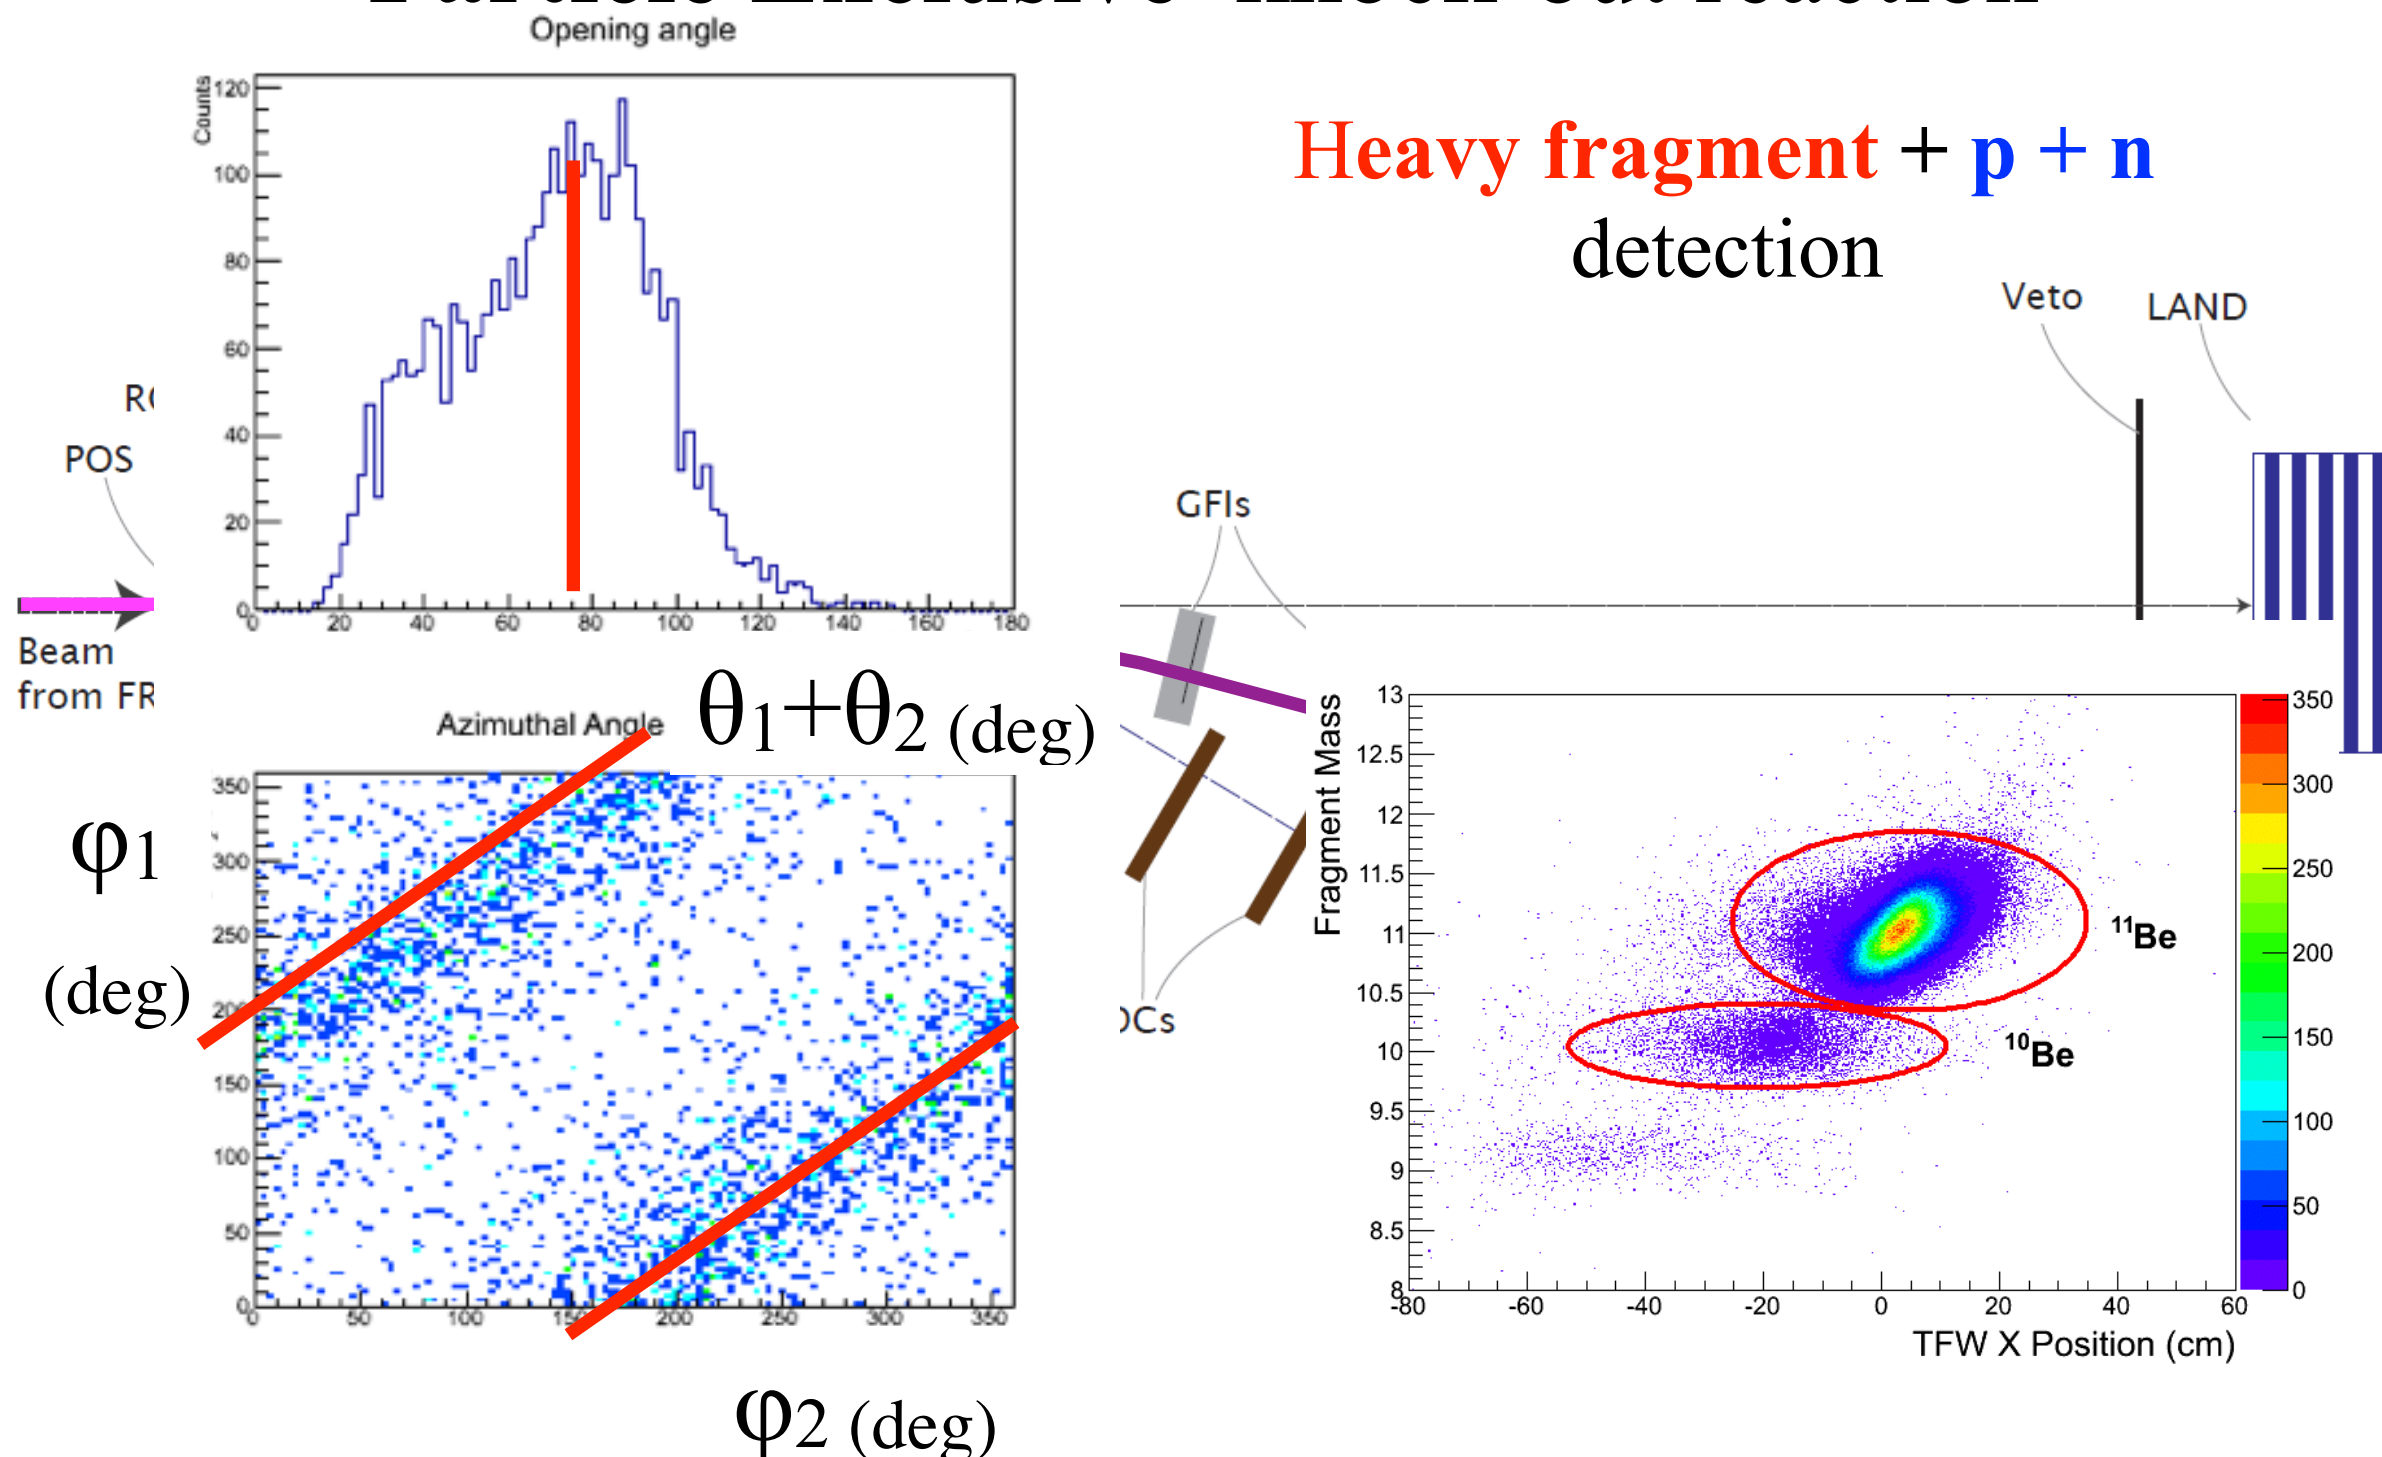 Opening angle
Counts
120
100
80
60
40
20
0
0 20 40 60 80 100 120 140 160 180
θ1+θ2 (deg)
Heavy fragment + p + n
detection
Veto
LAND
POS
GFIs
Beam
from FR
Azimuthal Angle
φ1
(deg)
350
300
250
200
150
100
50
0
0 50 100 150 200 250 300 350
φ2 (deg)
DCs
Fragment Mass
13
12.5
12
11.5
11
10.5
10
9.5
9
8.5
8
-80 -60 -40 -20 0 20 40 60
TFW X Position (cm)
11Be
10Be
350
300
250
200
150
100
50
0